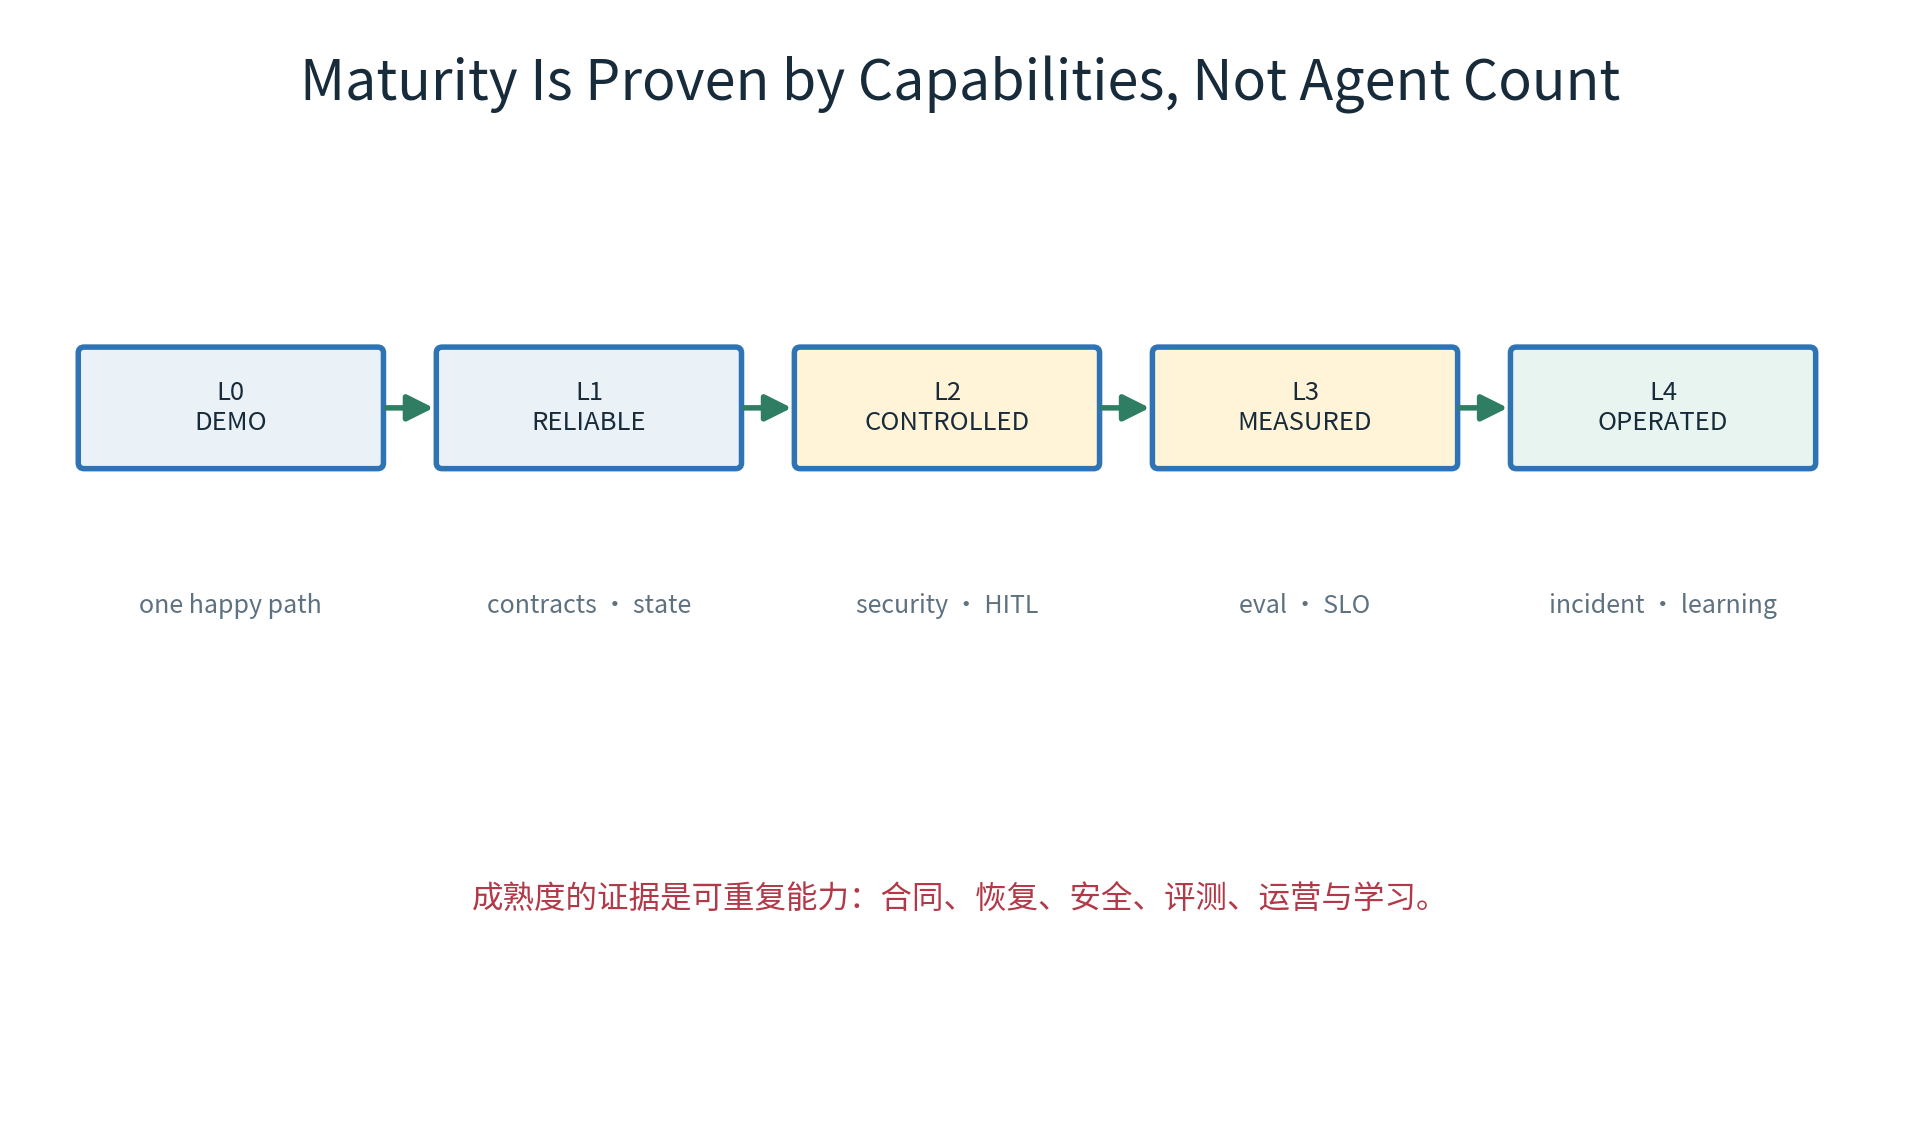 Maturity Is Proven by Capabilities, Not Agent Count
L0
DEMO
L1
RELIABLE
L2
CONTROLLED
L3
MEASURED
L4
OPERATED
one happy path
contracts • state
security • HITL
eval • SLO
incident • learning
成熟度的证据是可重复能力：合同、恢复、安全、评测、运营与学习。